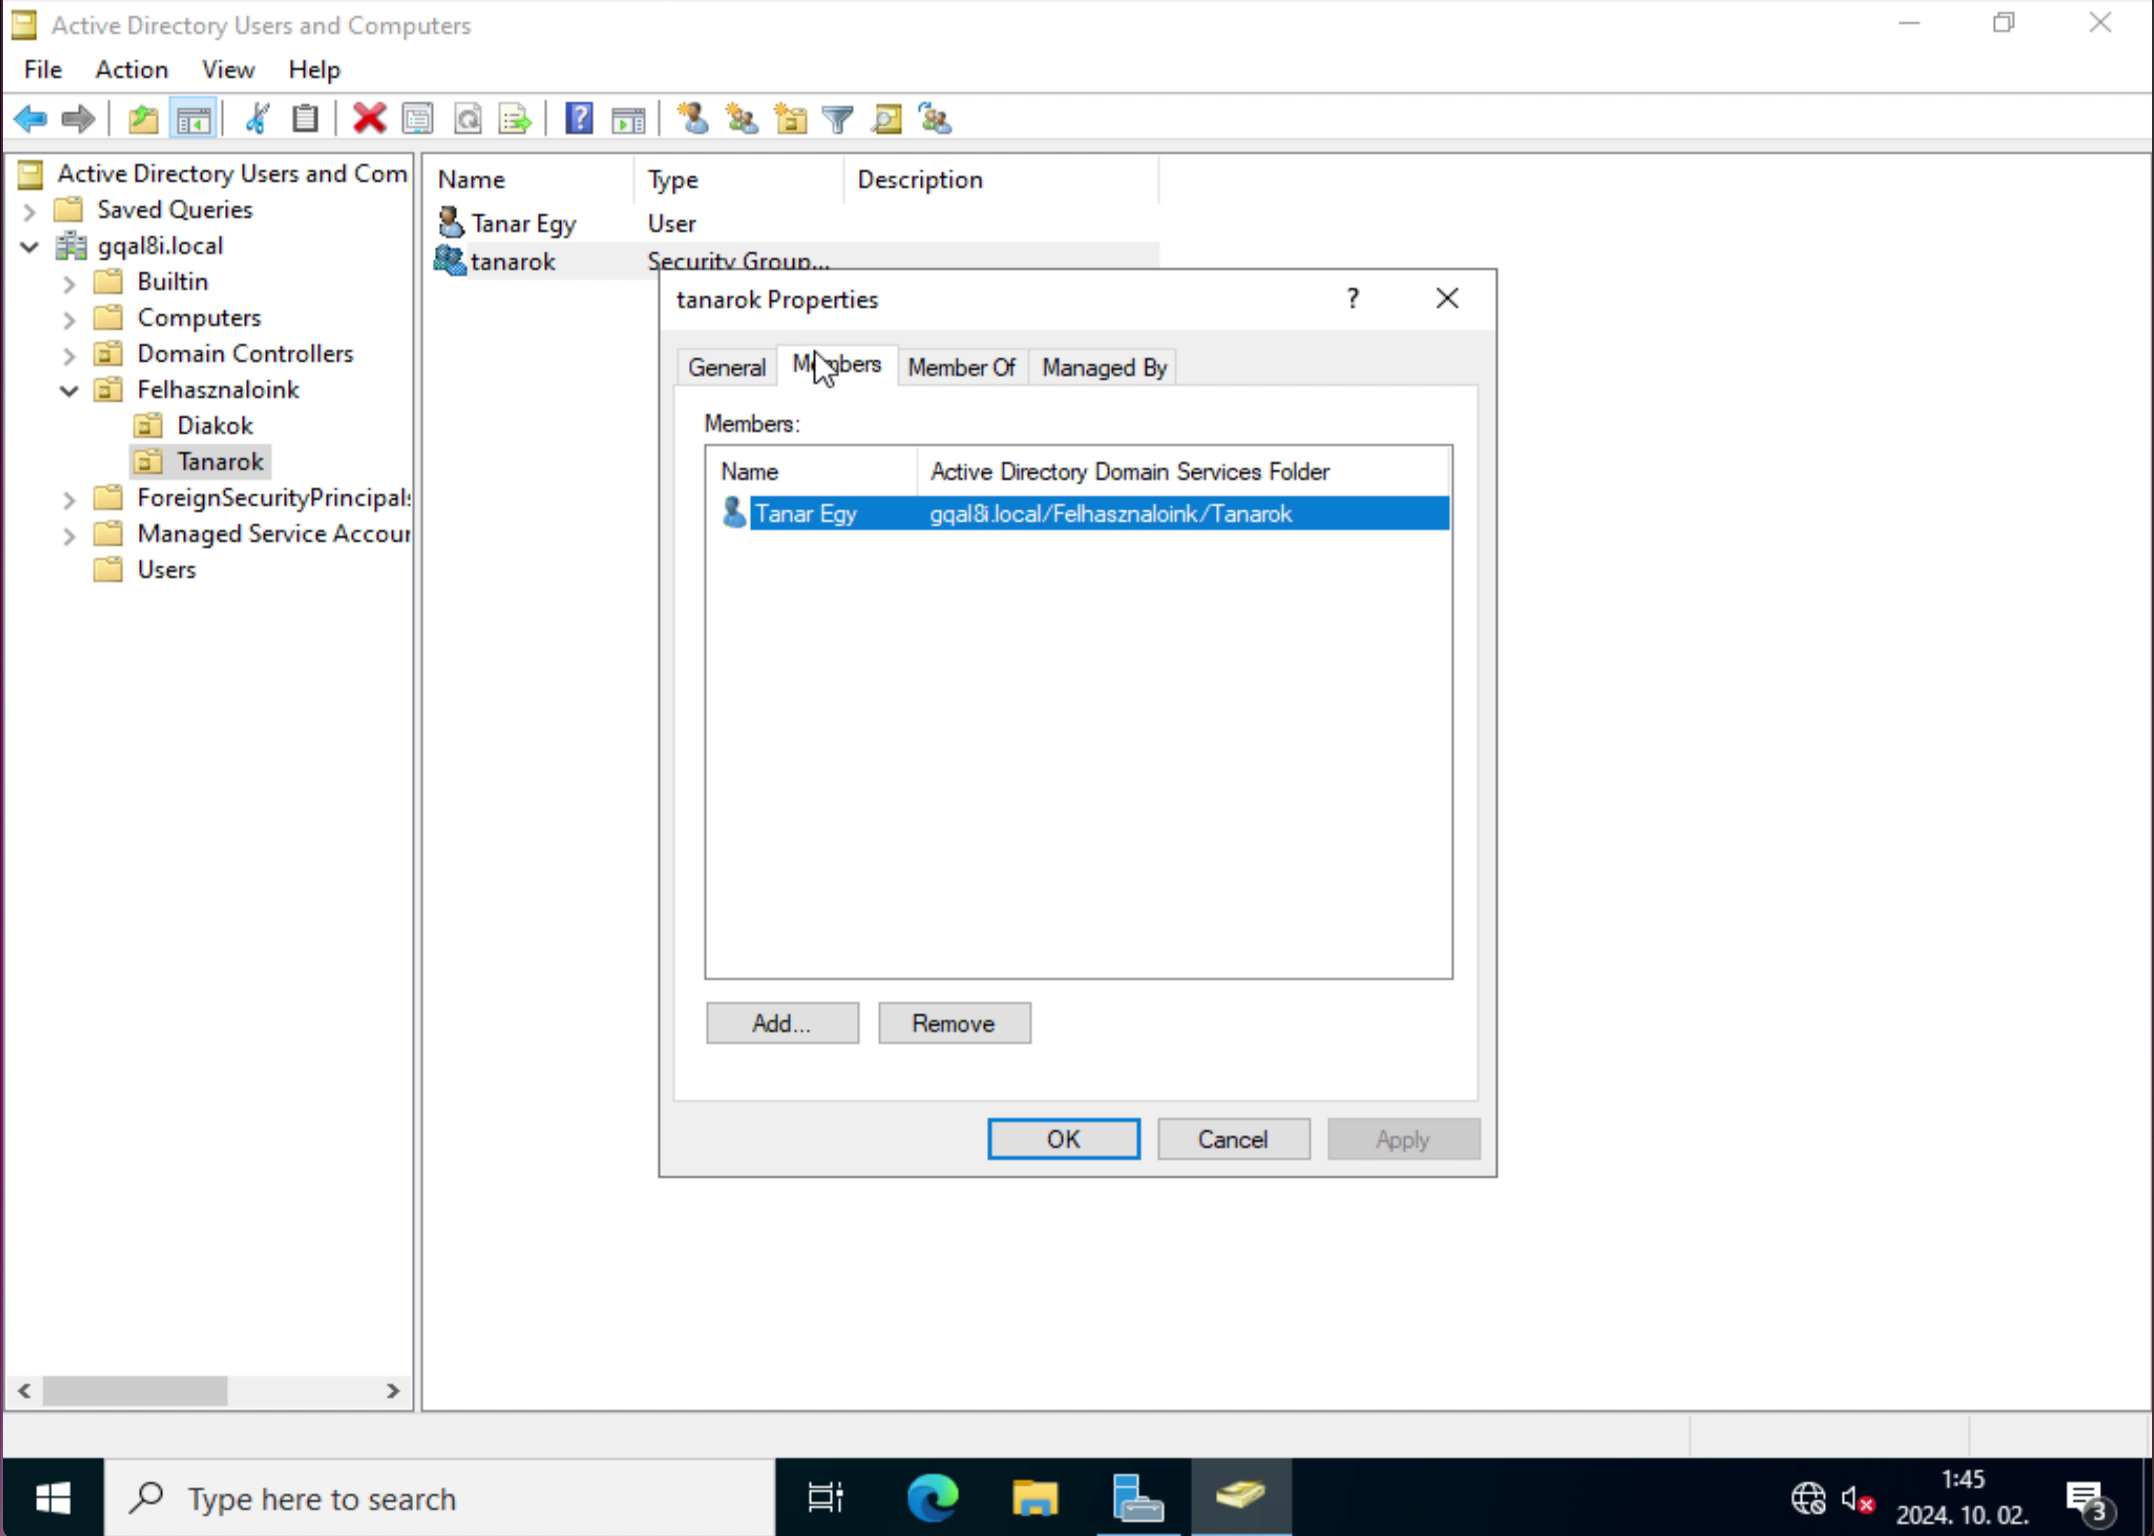 Active Directory Users and Computers
File Action View Help
Active Directory Users and Com
Saved Queries
gqal8i.local
Builtin
Computers
Domain Controllers
Felhasznaloink
Diakok
Tanarok
ForeignSecurityPrincipals
Managed Service Accour
Users
Name Type Description
Tanar Egy User
tanarok Security Group...
tanarok Properties
General Members Member Of Managed By
Members:
Name Active Directory Domain Services Folder
Tanar Egy gqal8i.local/Felhasznaloink/Tanarok
Add... Remove
OK Cancel Apply
Type here to search
1:45
2024. 10. 02.
3